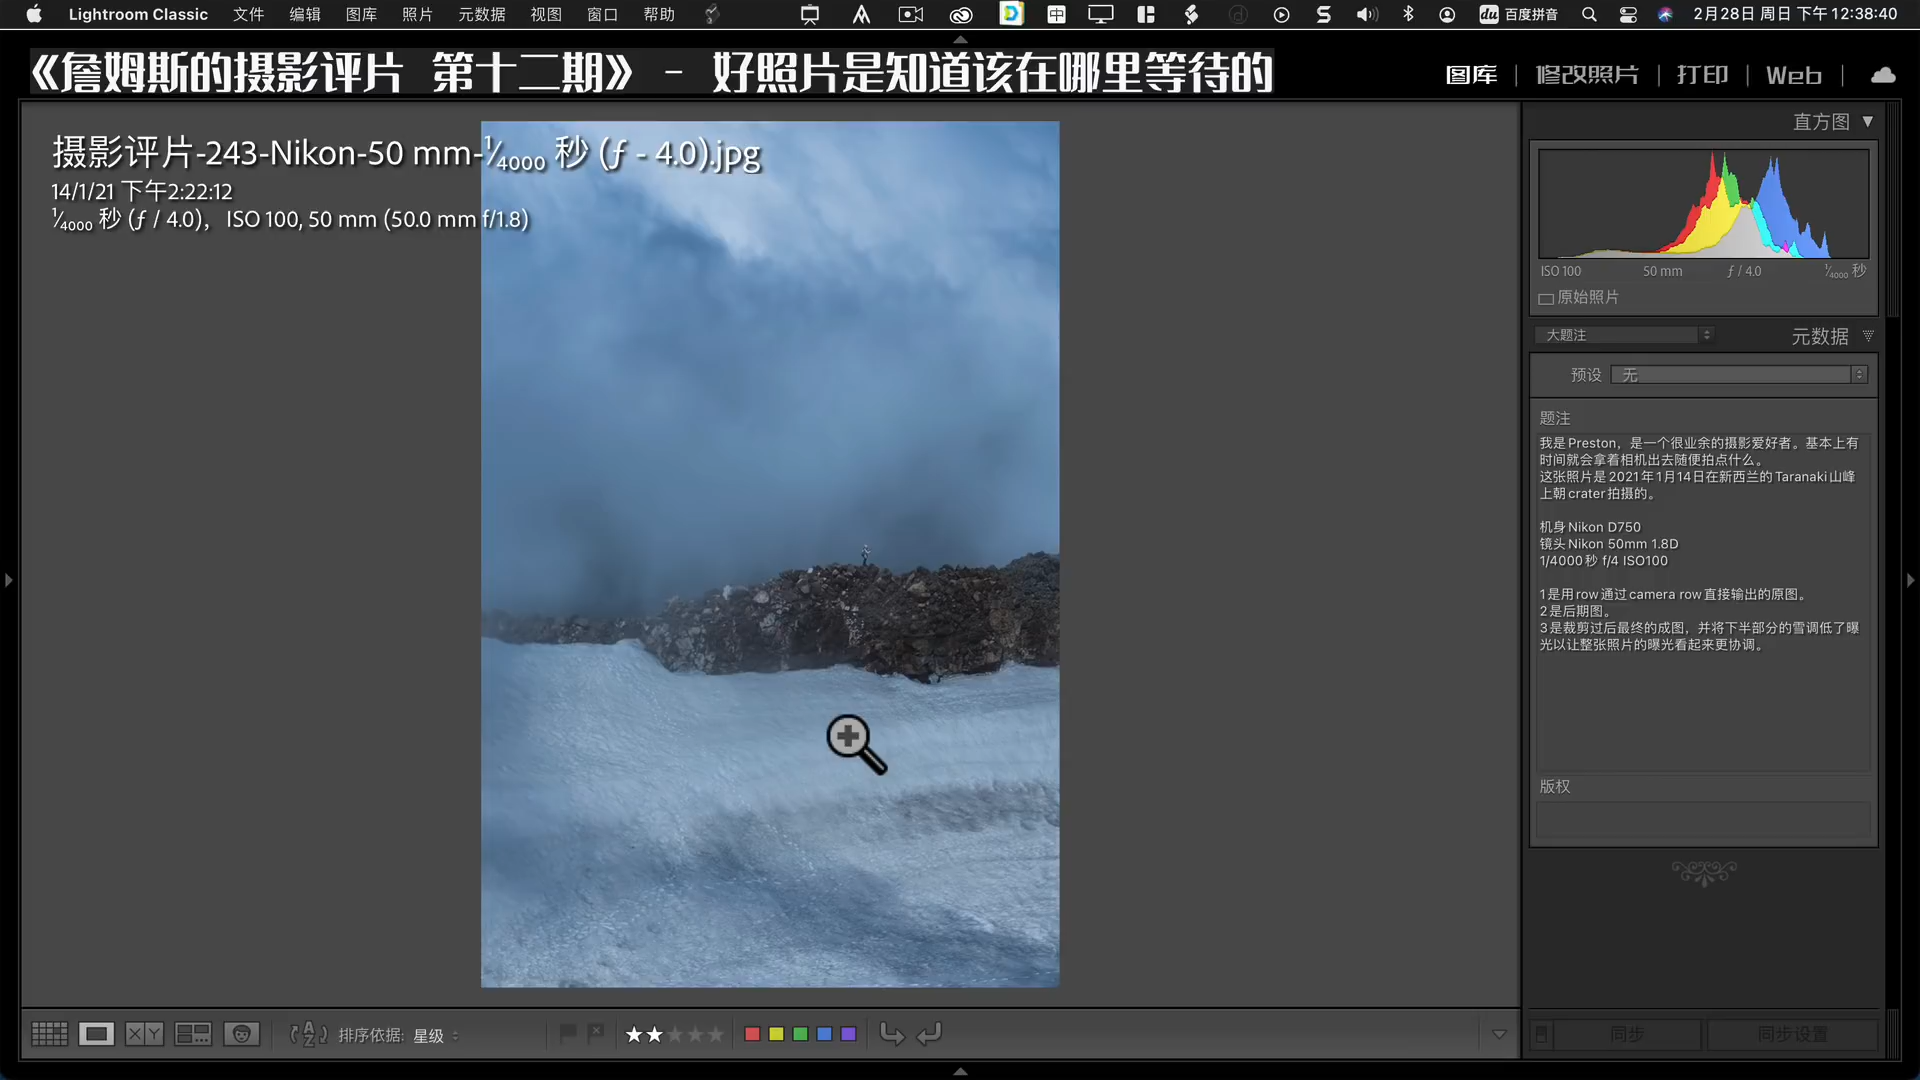 Lightroom Classic 文件 编辑 图库 照片 元数据 视图 窗口 帮助 中 du 百度拼音 2月28日 周日 下午 12:38:40
《詹姆斯的摄影评片 第十二期》 - 好照片是知道该在哪里等待的
图库 | 修改照片 | 打印 | Web |
摄影评片-243-Nikon-50 mm-1/4000 秒 (ƒ - 4.0).jpg
14/1/21 下午2:22:12
1/4000 秒 (ƒ / 4.0), ISO 100, 50 mm (50.0 mm f/1.8)
直方图
ISO 100 50 mm ƒ / 4.0 1/4000 秒
原始照片
大题注 元数据
预设 无
题注
我是Preston，是一个很业余的摄影爱好者。基本上有
时间就会拿着相机出去随便拍点什么。
这张照片是2021年1月14日在新西兰的Taranaki山峰
上朝crater拍摄的。
机身Nikon D750
镜头Nikon 50mm 1.8D
1/4000秒 f/4 ISO100
1是用row通过camera row直接输出的原图。
2是后期图。
3是裁剪过后最终的成图，并将下半部分的雪调低了曝
光以让整张照片的曝光看起来更协调。
版权
X Y A Z 排序依据: 星级
同步 同步设置